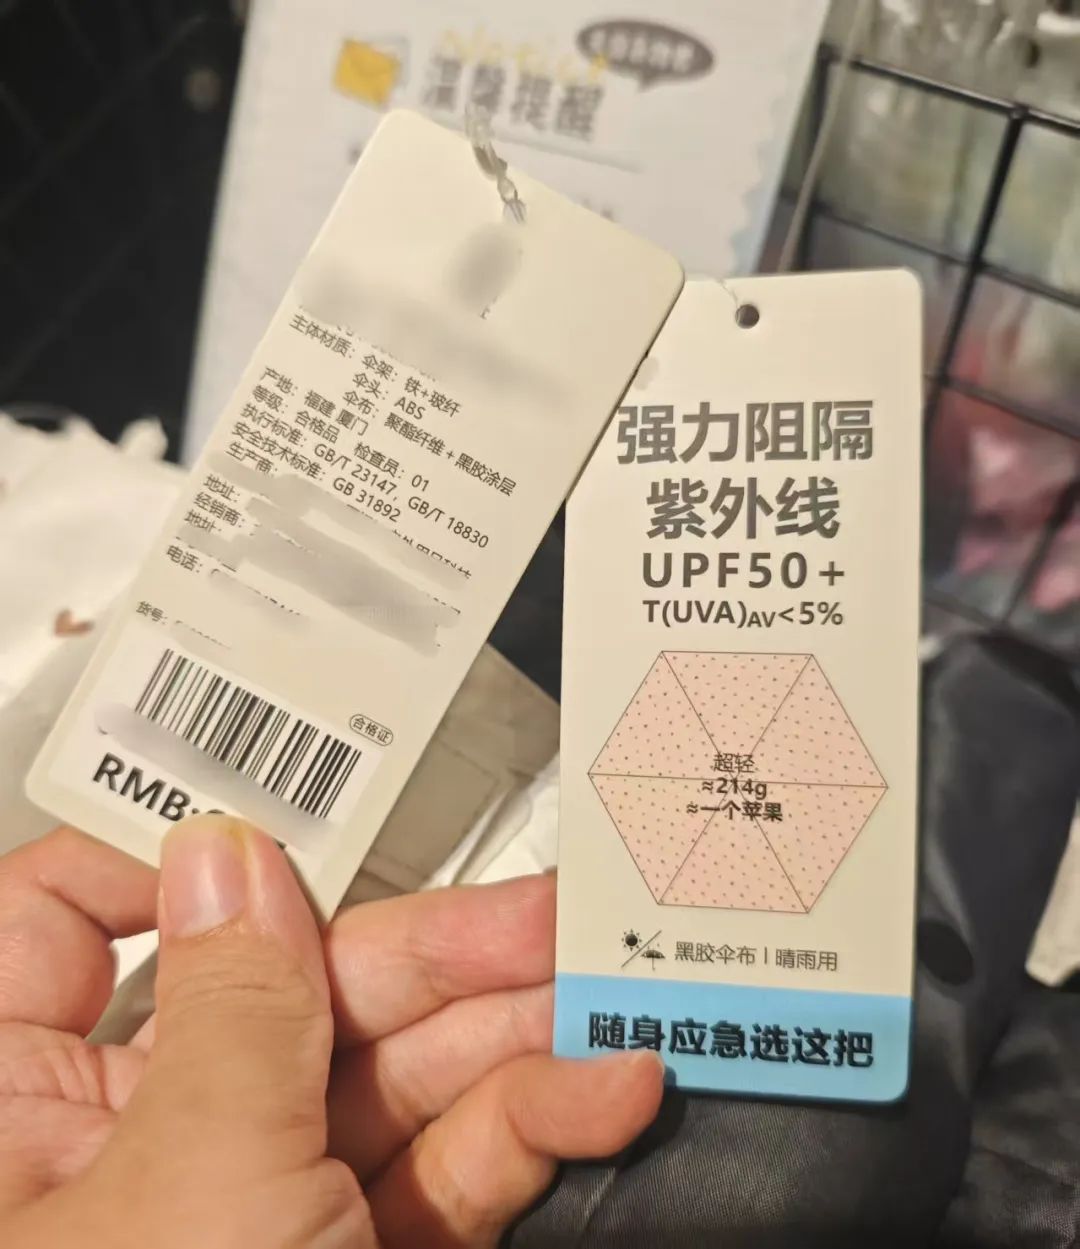 温馨提醒
主体材质：伞架：铁+玻纤
伞头：ABS
伞布：聚酯纤维+黑胶涂层
产地：福建 厦门
等级：合格品 检查员：01
执行标准：GB/T 23147，GB/T 18830
安全技术标准：GB 31892
生产商：
地址：
经销商：
地址：
电话：
货号：
合格证
RMB:
强力阻隔
紫外线
UPF50+
T(UVA)AV<5%
超轻
≈214g
≈一个苹果
黑胶伞布|晴雨用
随身应急选这把